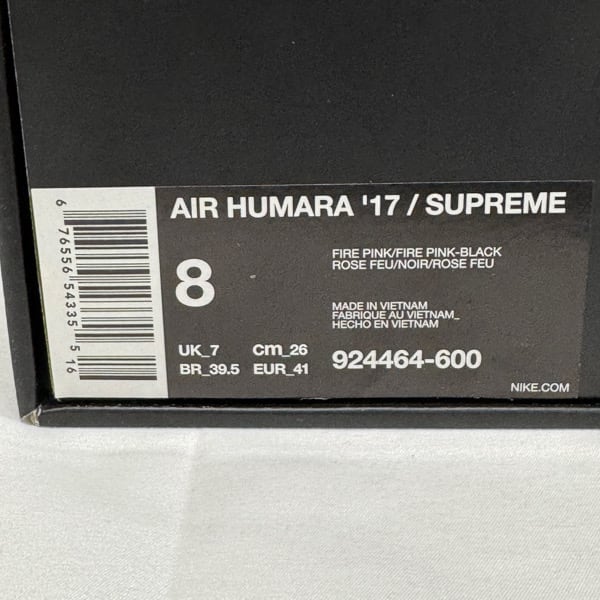 AIR HUMARA '17 / SUPREME
8
FIRE PINK/FIRE PINK-BLACK
ROSE FEU/NOIR/ROSE FEU
MADE IN VIETNAM
FABRIQUE AU VIETNAM_
HECHO EN VIETNAM
UK_7 cm_26
BR_39.5 EUR_41
924464-600
NIKE.COM
6 76556 54335 5 16